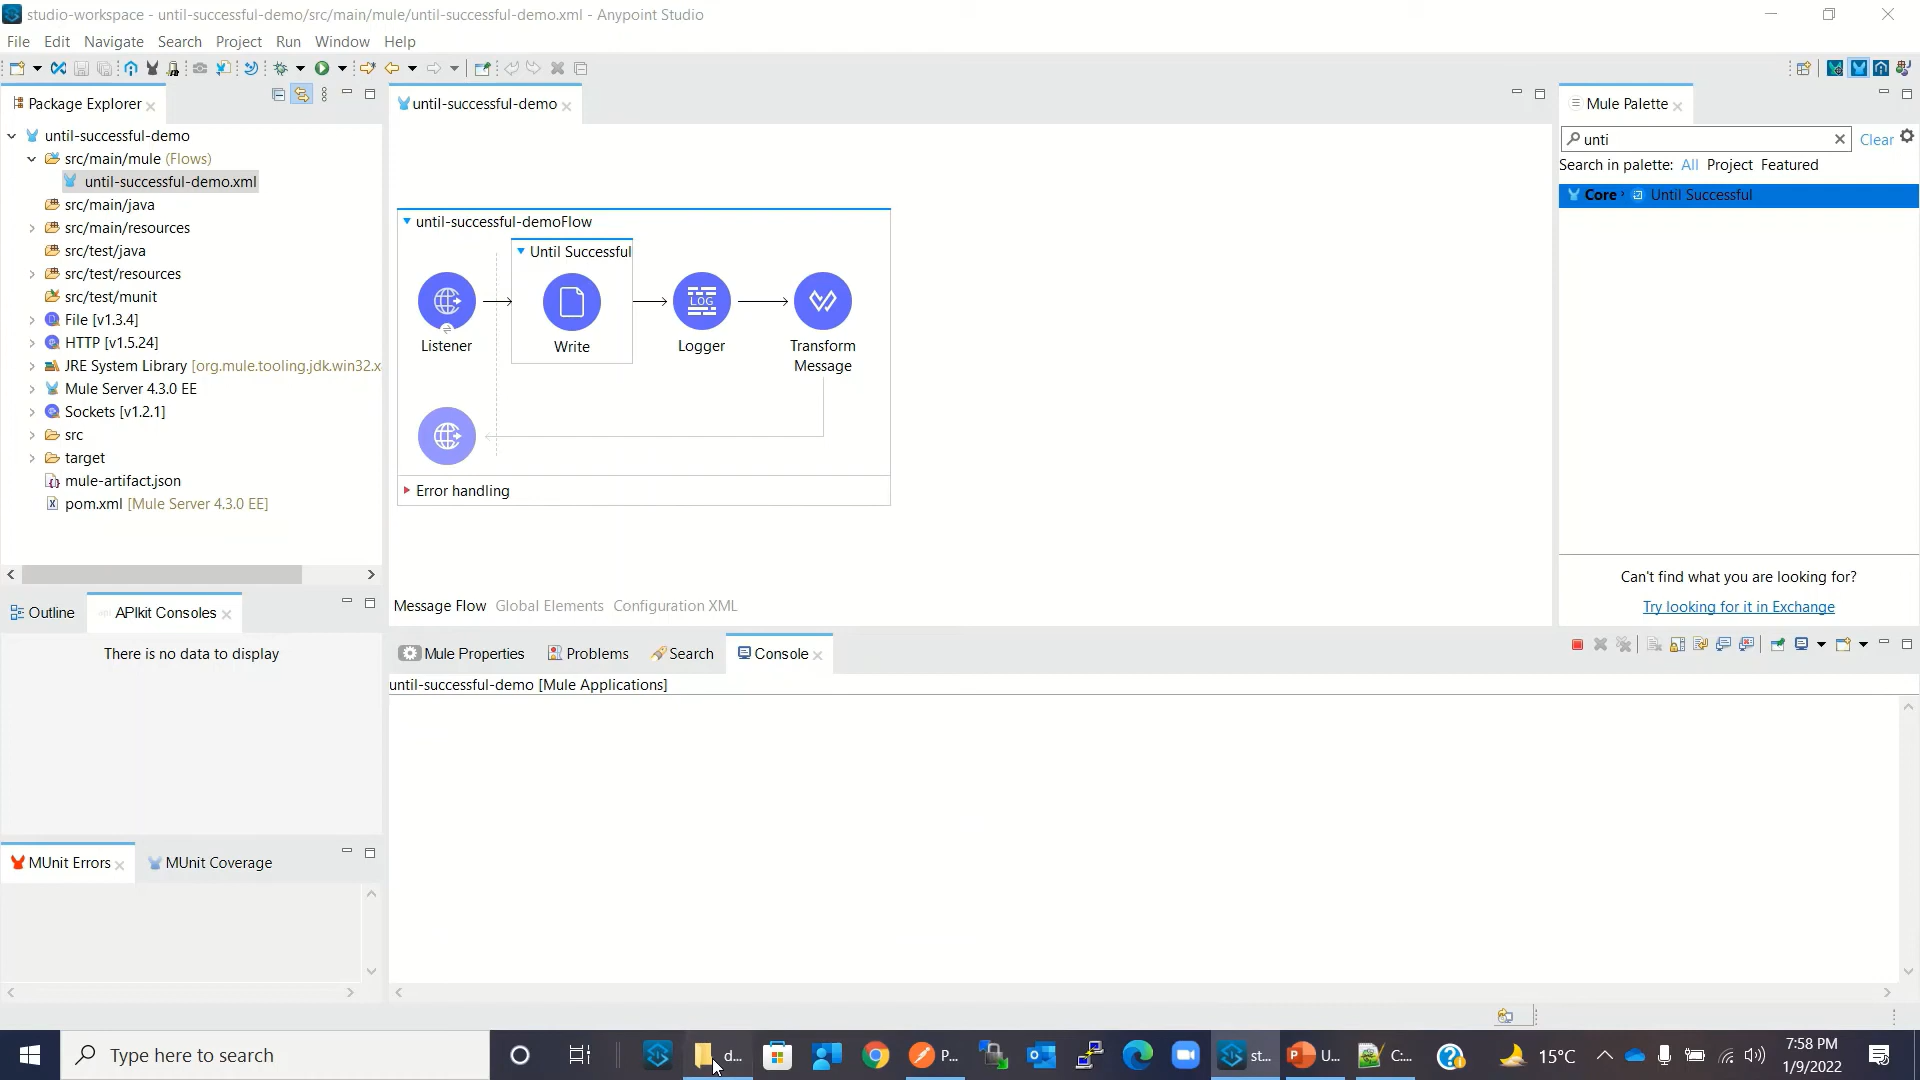 studio-workspace - until-successful-demo/src/main/mule/until-successful-demo.xml - Anypoint Studio
File Edit Navigate Search Project Run Window Help
Package Explorer
until-successful-demo
src/main/mule (Flows)
until-successful-demo.xml
src/main/java
src/main/resources
src/test/java
src/test/resources
src/test/munit
File [v1.3.4]
HTTP [v1.5.24]
JRE System Library [org.mule.tooling.jdk.win32.x
Mule Server 4.3.0 EE
Sockets [v1.2.1]
src
target
mule-artifact.json
pom.xml [Mule Server 4.3.0 EE]
Outline
APIkit Consoles
There is no data to display
MUnit Errors
MUnit Coverage
until-successful-demo
until-successful-demoFlow
Until Successful
LOG
Listener
Write
Logger
Transform
Message
Error handling
Message Flow Global Elements Configuration XML
Mule Palette
unti
Clear
Search in palette: All Project Featured
Core
Until Successful
Can't find what you are looking for?
Try looking for it in Exchange
Mule Properties
Problems
Search
Console
until-successful-demo [Mule Applications]
Type here to search
d...
P...
st...
U...
C:...
15°C
7:58 PM
1/9/2022